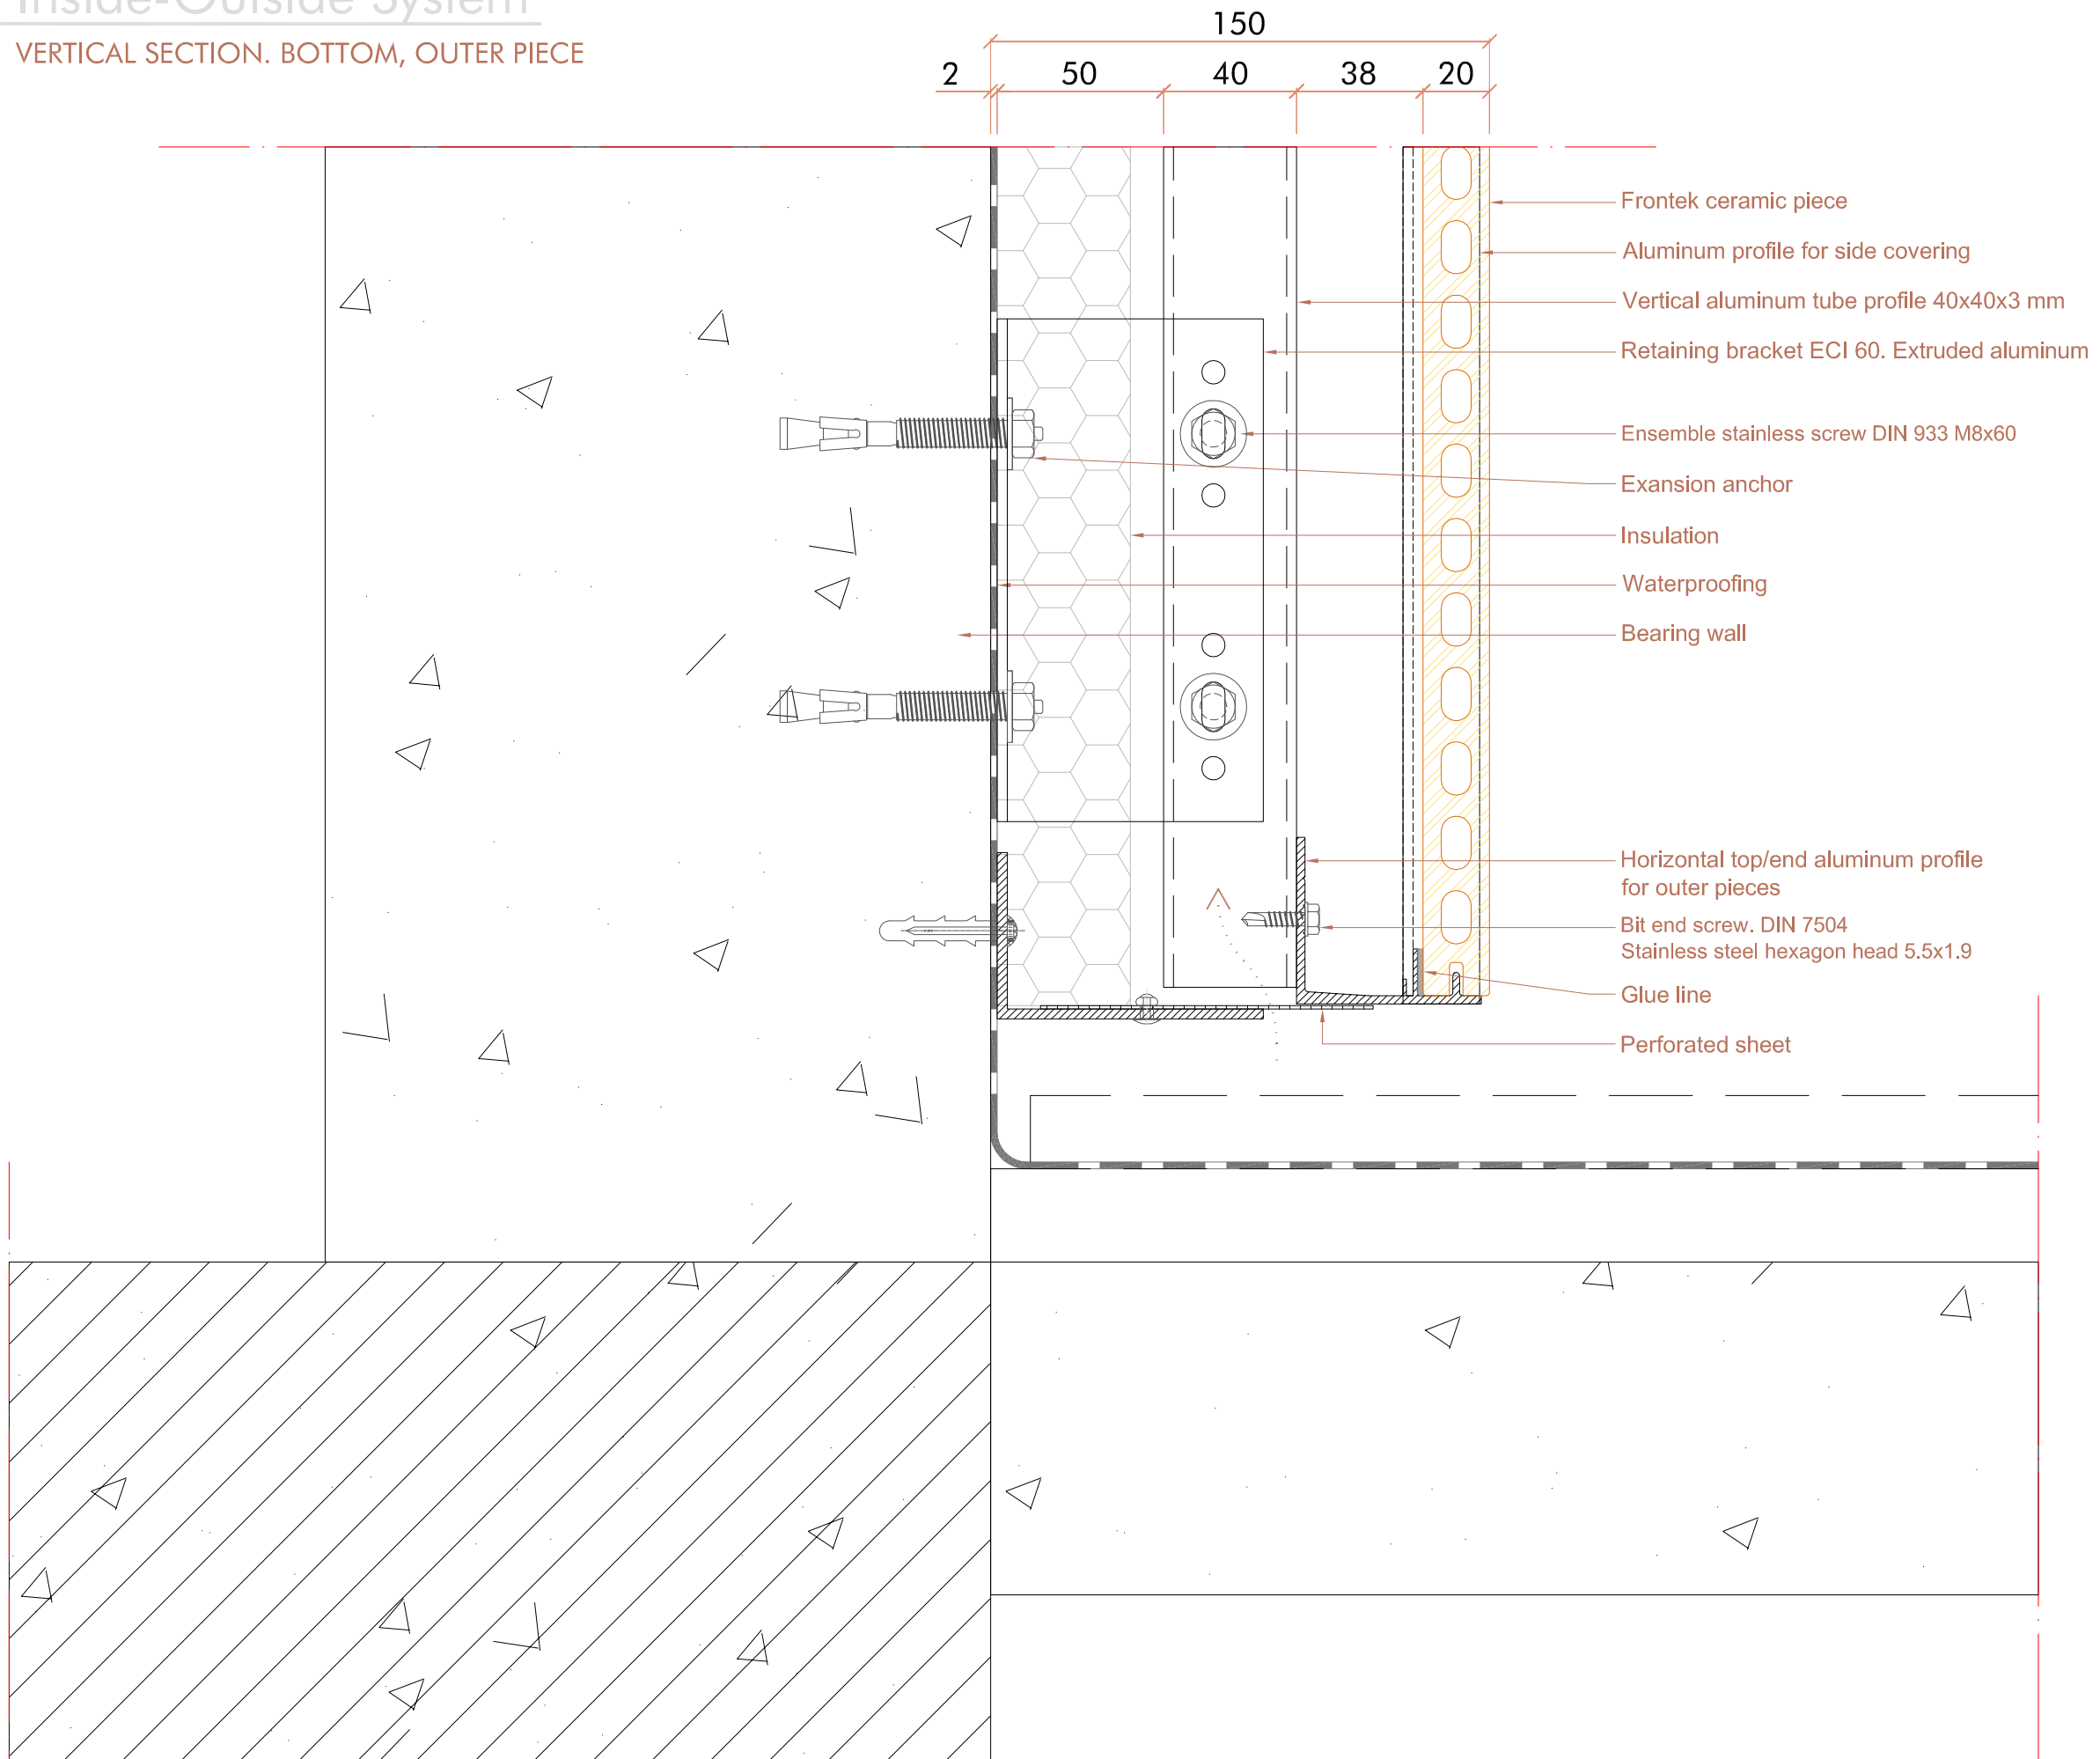 Inside-Outside System
VERTICAL SECTION. BOTTOM, OUTER PIECE
150
2 50 40 38 20
Frontek ceramic piece
Aluminum profile for side covering
Vertical aluminum tube profile 40x40x3 mm
Retaining bracket ECI 60. Extruded aluminum
Ensemble stainless screw DIN 933 M8x60
Exansion anchor
Insulation
Waterproofing
Bearing wall
Horizontal top/end aluminum profile
for outer pieces
Bit end screw. DIN 7504
Stainless steel hexagon head 5.5x1.9
Glue line
Perforated sheet